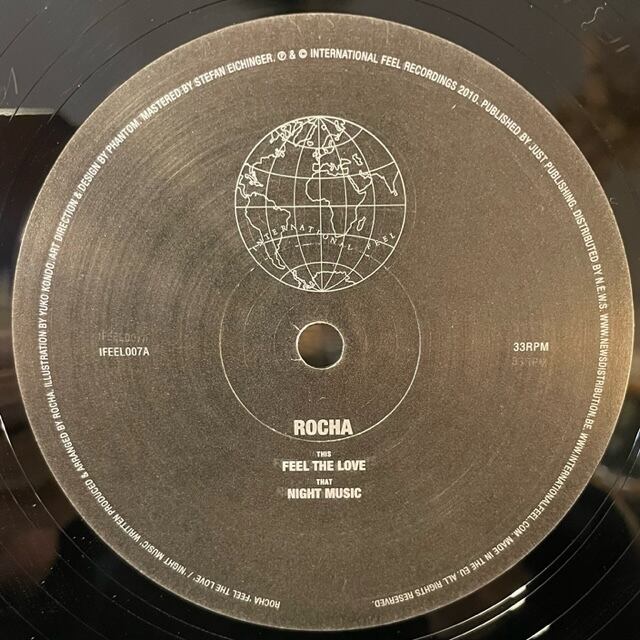 INTERNATIONAL FEEL
IFEEL007A
33RPM
ROCHA
THIS
FEEL THE LOVE
THAT
NIGHT MUSIC
ROCHA 'FEEL THE LOVE' / 'NIGHT MUSIC' WRITTEN PRODUCED & ARRANGED BY ROCHA. ILLUSTRATION BY YUKO KONDO. ART DIRECTION & DESIGN BY PHANTOM. MASTERED BY STEFAN EICHINGER. ℗ & © INTERNATIONAL FEEL RECORDINGS 2010. PUBLISHED BY JUST PUBLISHING. DISTRIBUTED BY N.E.W.S. WWW.NEWSDISTRIBUTION.BE. WWW.INTERNATIONALFEEL.COM. MADE IN THE EU. ALL RIGHTS RESERVED.